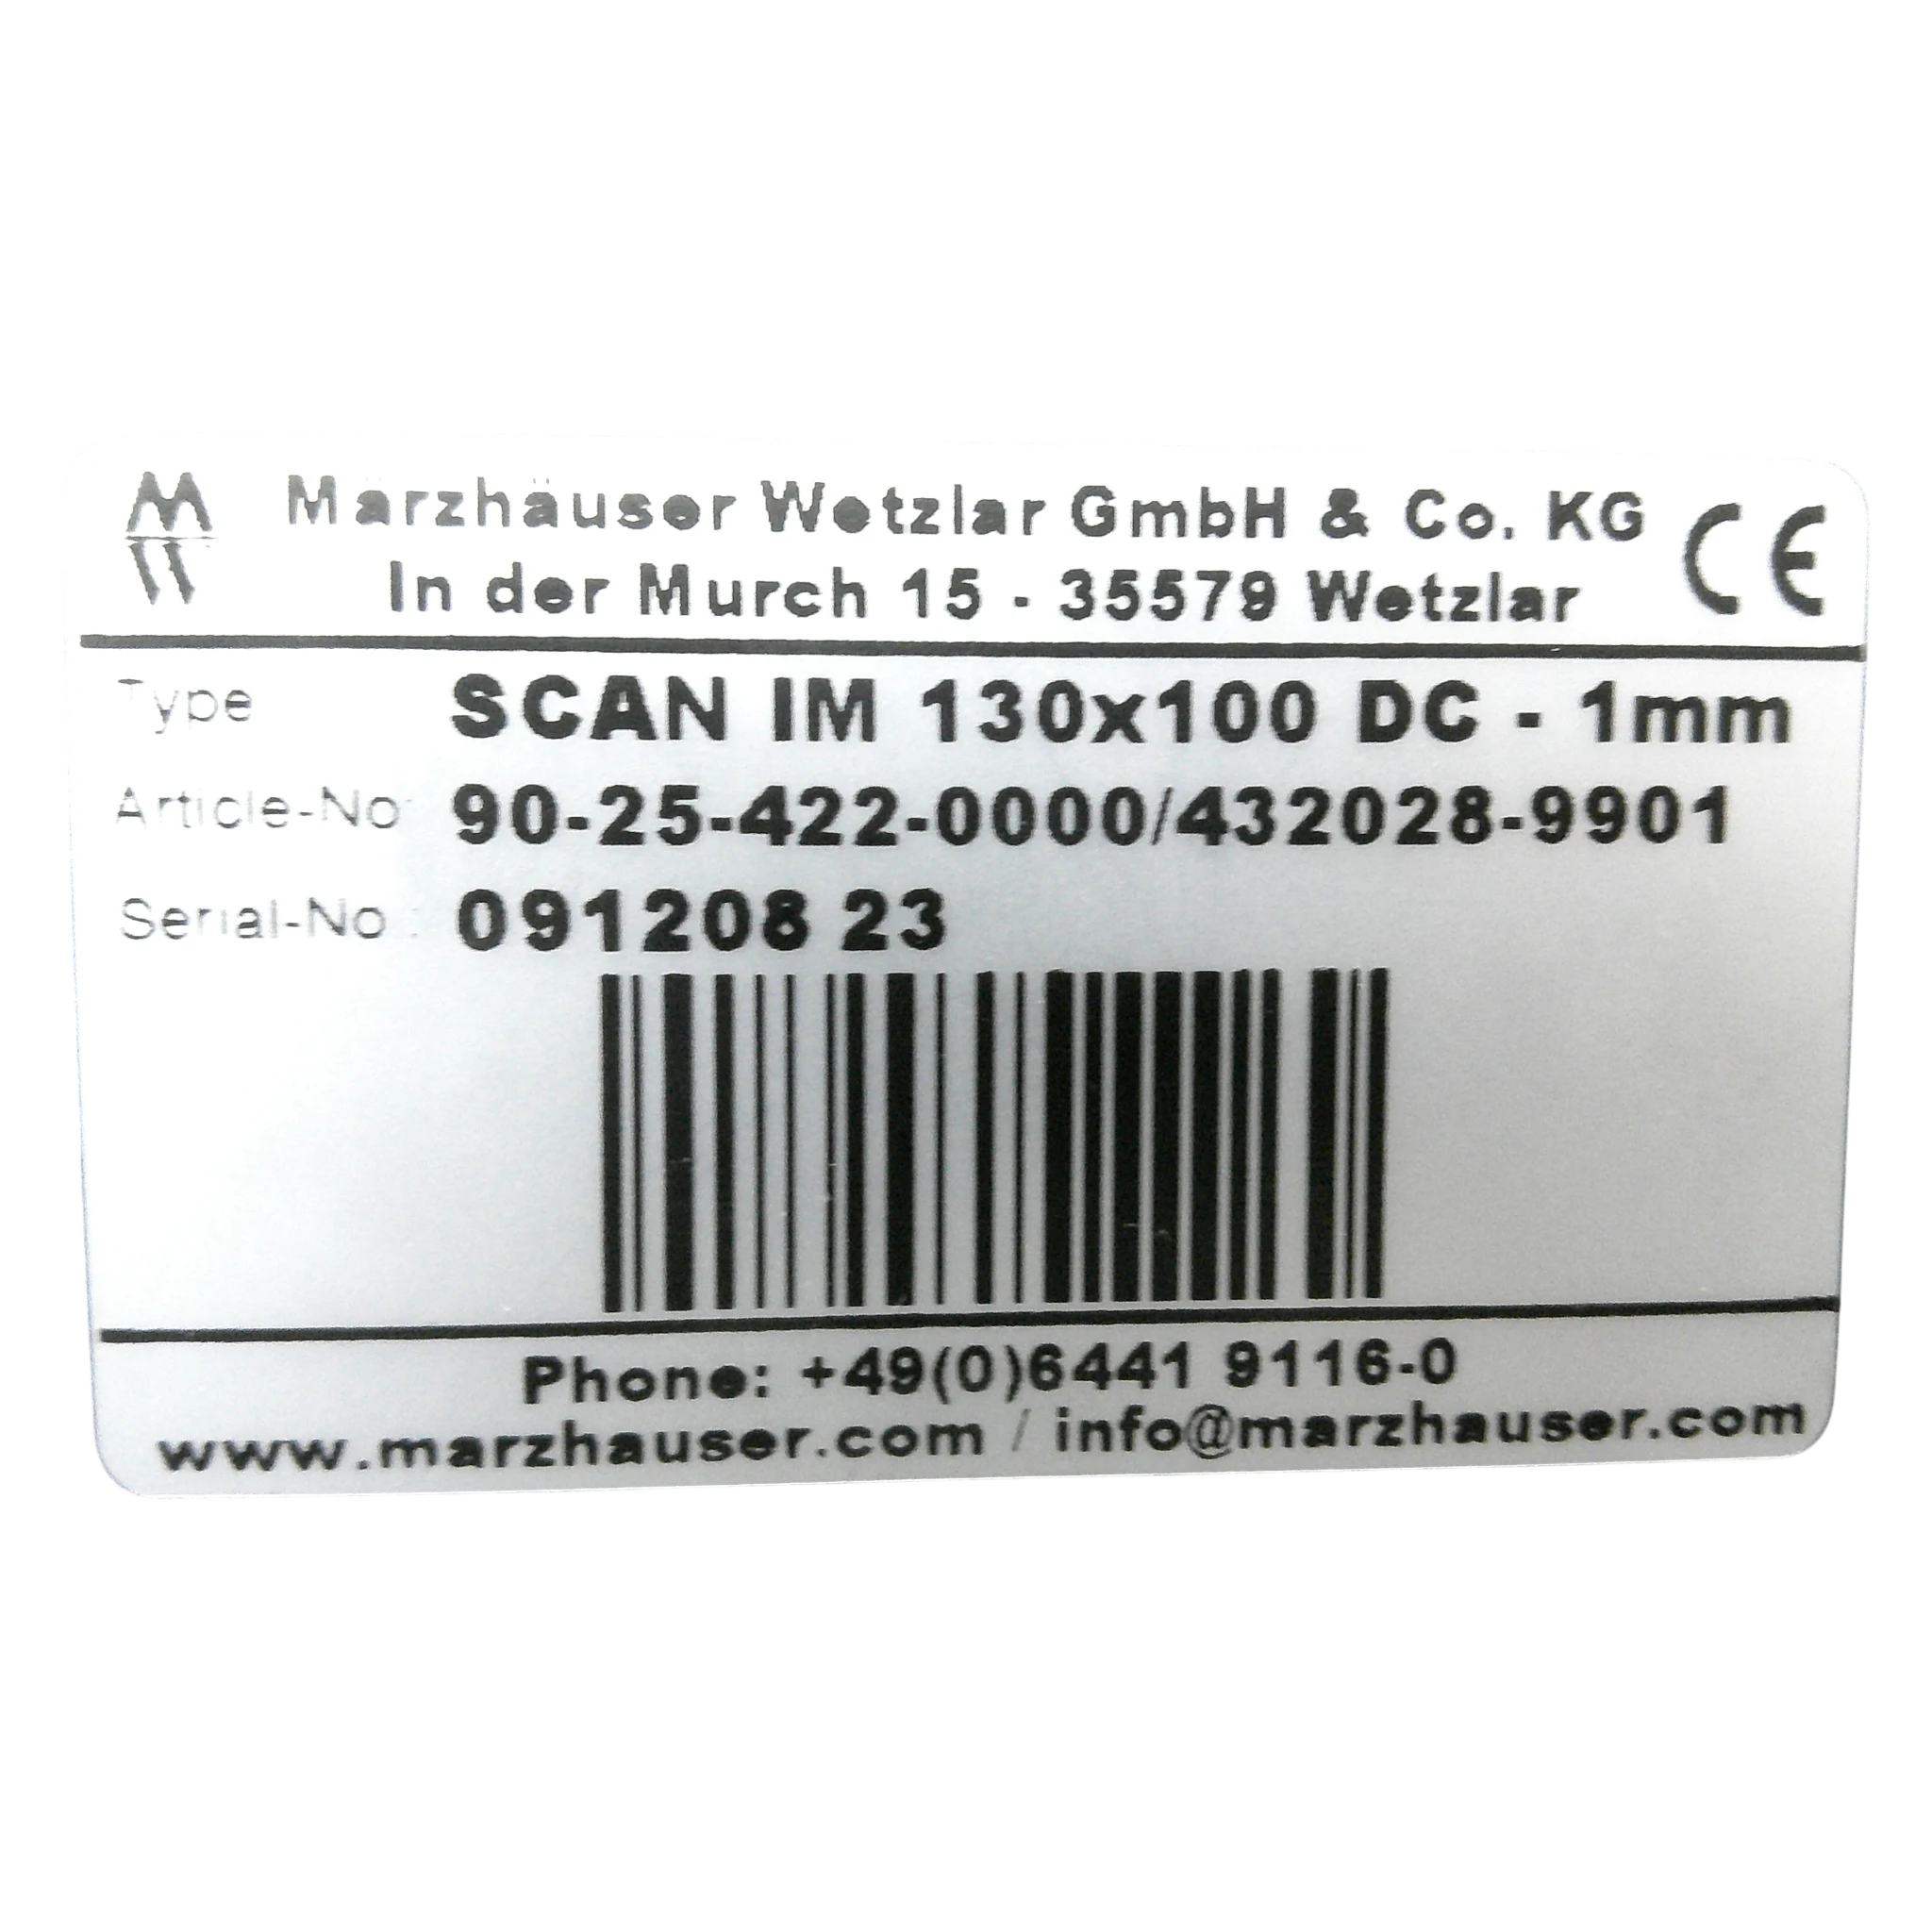 Märzhäuser Wetzlar GmbH & Co. KG
In der Murch 15 - 35579 Wetzlar
CE
Type SCAN IM 130x100 DC - 1mm
Article-No 90-25-422-0000/432028-9901
Serial-No.: 091208 23
Phone: +49(0)6441 9116-0
www.marzhauser.com / info@marzhauser.com